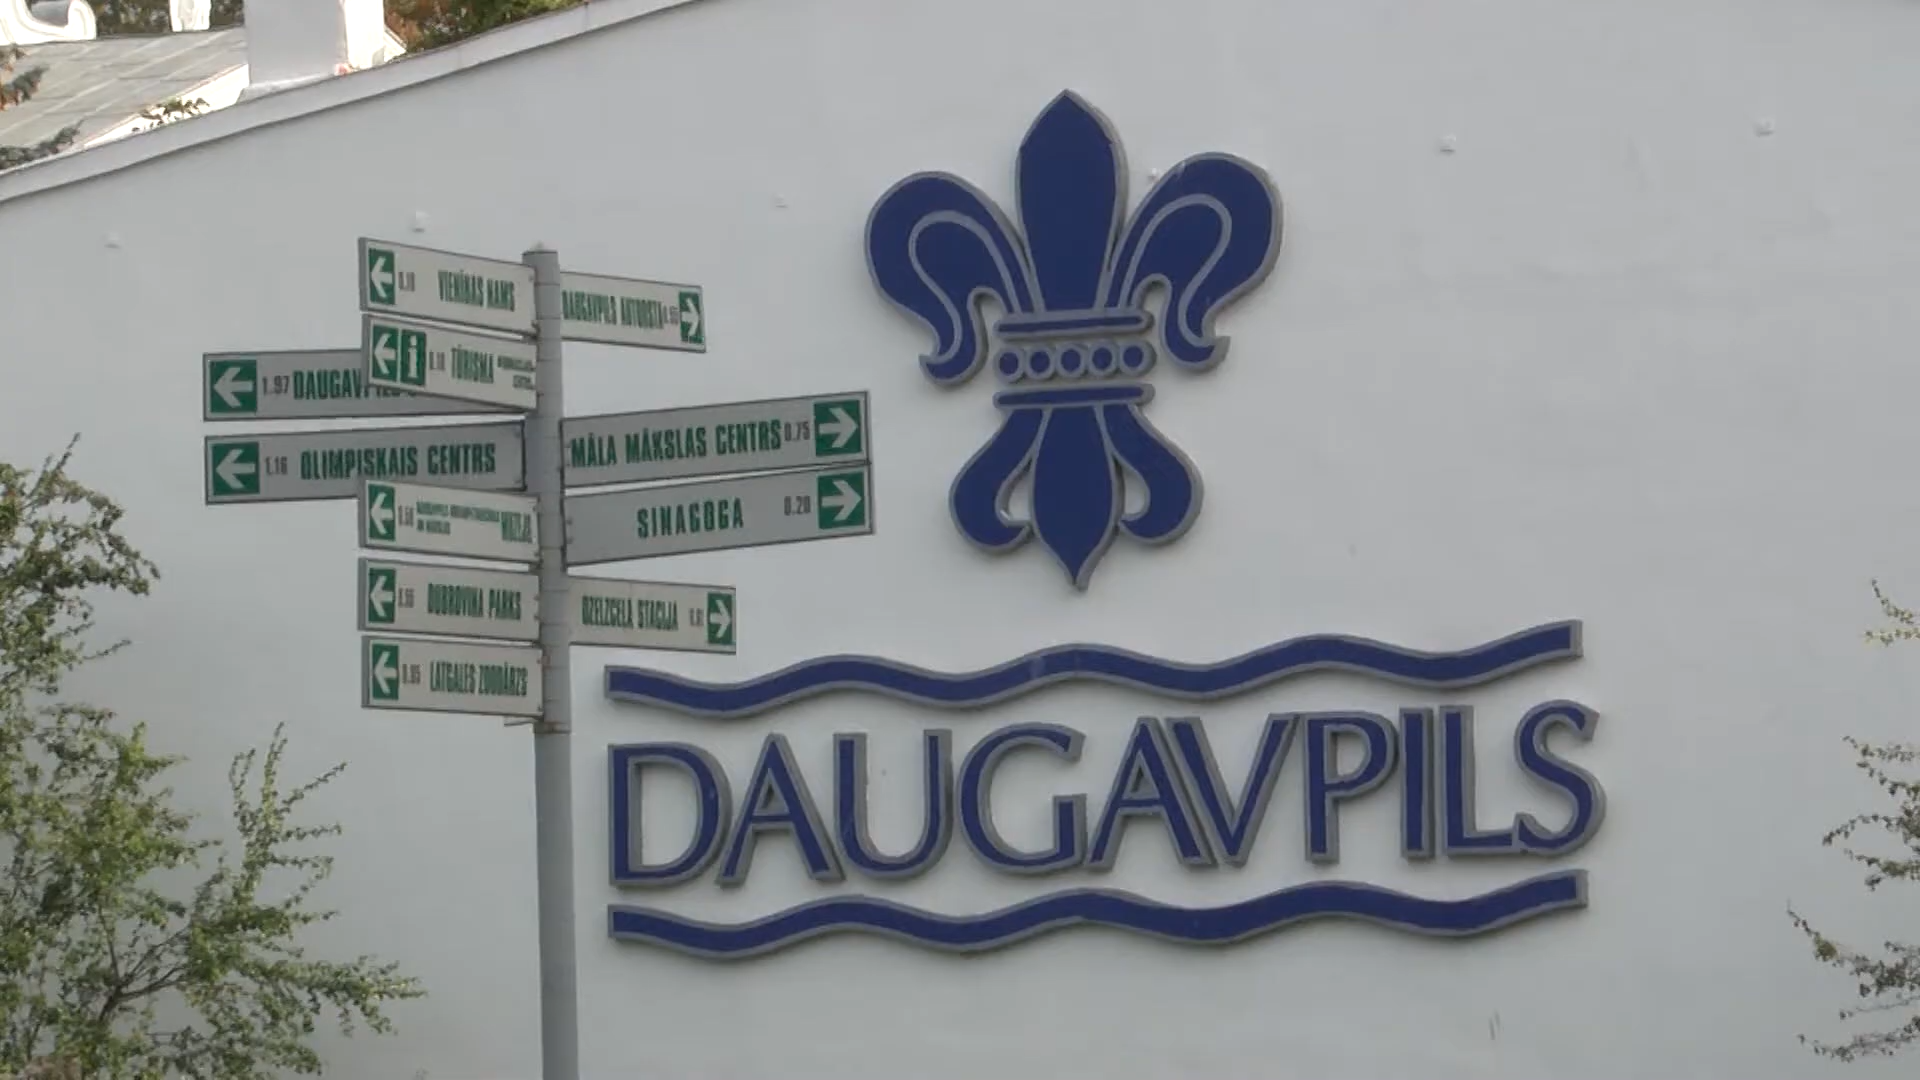 0.10 VIENĪBAS NAMS
DAUGAVPILS AUTOOSTA
0.10 TŪRISMA
1.97 DAUGAVPILS
MĀLA MĀKSLAS CENTRS 0.75
1.16 OLIMPISKAIS CENTRS
SINAGOGA 0.20
MUZEJS
DUBROVINA PARKS
DZELZCEĻA STACIJA
LATGALES ZOODĀRZS
DAUGAVPILS